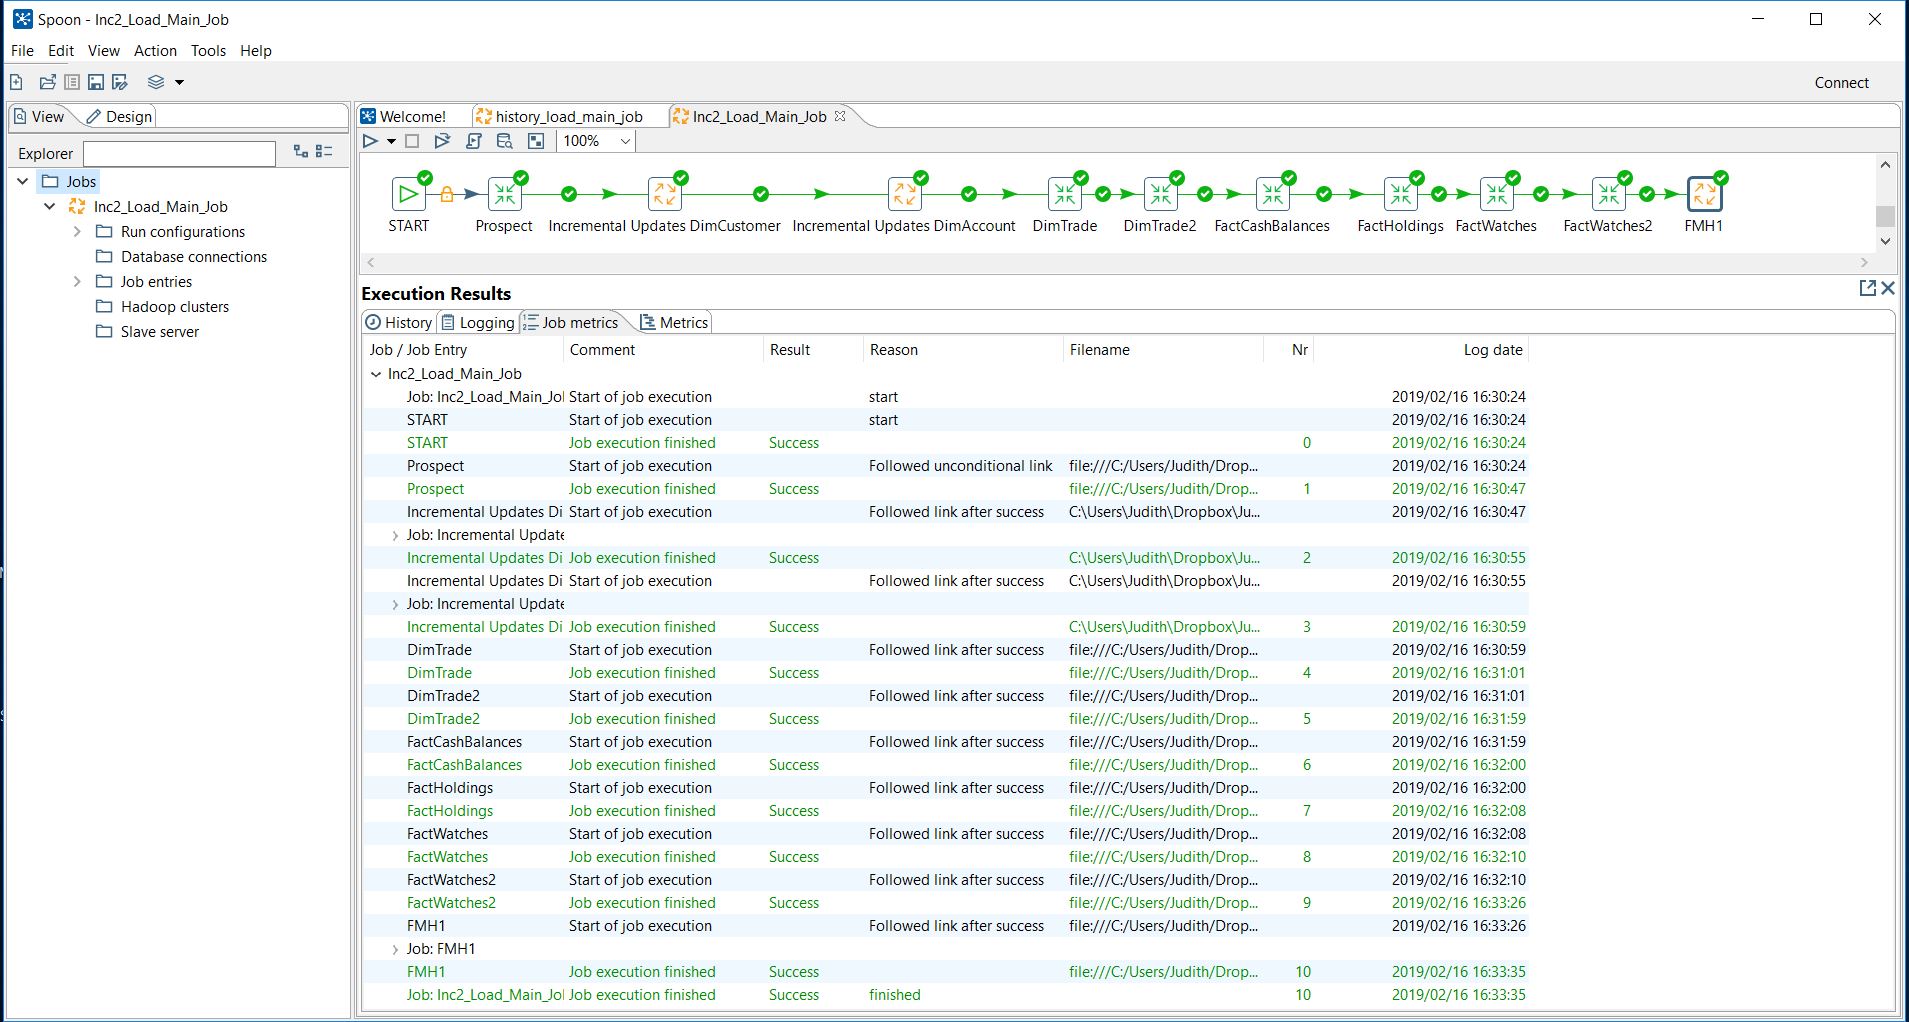 Spoon - Inc2_Load_Main_Job
File Edit View Action Tools Help
Connect
View Design
Explorer
Jobs
Inc2_Load_Main_Job
Run configurations
Database connections
Job entries
Hadoop clusters
Slave server
Welcome! history_load_main_job Inc2_Load_Main_Job
100%
START Prospect Incremental Updates DimCustomer Incremental Updates DimAccount DimTrade DimTrade2 FactCashBalances FactHoldings FactWatches FactWatches2 FMH1
Execution Results
History Logging Job metrics Metrics
Job / Job Entry Comment Result Reason Filename Nr Log date
Inc2_Load_Main_Job
Job: Inc2_Load_Main_Jol Start of job execution start 2019/02/16 16:30:24
START Start of job execution start 2019/02/16 16:30:24
START Job execution finished Success 0 2019/02/16 16:30:24
Prospect Start of job execution Followed unconditional link file:///C:/Users/Judith/Drop... 2019/02/16 16:30:24
Prospect Job execution finished Success file:///C:/Users/Judith/Drop... 1 2019/02/16 16:30:47
Incremental Updates Di Start of job execution Followed link after success C:\Users\Judith\Dropbox\Ju... 2019/02/16 16:30:47
Job: Incremental Update
Incremental Updates Di Job execution finished Success C:\Users\Judith\Dropbox\Ju... 2 2019/02/16 16:30:55
Incremental Updates Di Start of job execution Followed link after success C:\Users\Judith\Dropbox\Ju... 2019/02/16 16:30:55
Job: Incremental Update
Incremental Updates Di Job execution finished Success C:\Users\Judith\Dropbox\Ju... 3 2019/02/16 16:30:59
DimTrade Start of job execution Followed link after success file:///C:/Users/Judith/Drop... 2019/02/16 16:30:59
DimTrade Job execution finished Success file:///C:/Users/Judith/Drop... 4 2019/02/16 16:31:01
DimTrade2 Start of job execution Followed link after success file:///C:/Users/Judith/Drop... 2019/02/16 16:31:01
DimTrade2 Job execution finished Success file:///C:/Users/Judith/Drop... 5 2019/02/16 16:31:59
FactCashBalances Start of job execution Followed link after success file:///C:/Users/Judith/Drop... 2019/02/16 16:31:59
FactCashBalances Job execution finished Success file:///C:/Users/Judith/Drop... 6 2019/02/16 16:32:00
FactHoldings Start of job execution Followed link after success file:///C:/Users/Judith/Drop... 2019/02/16 16:32:00
FactHoldings Job execution finished Success file:///C:/Users/Judith/Drop... 7 2019/02/16 16:32:08
FactWatches Start of job execution Followed link after success file:///C:/Users/Judith/Drop... 2019/02/16 16:32:08
FactWatches Job execution finished Success file:///C:/Users/Judith/Drop... 8 2019/02/16 16:32:10
FactWatches2 Start of job execution Followed link after success file:///C:/Users/Judith/Drop... 2019/02/16 16:32:10
FactWatches2 Job execution finished Success file:///C:/Users/Judith/Drop... 9 2019/02/16 16:33:26
FMH1 Start of job execution Followed link after success file:///C:/Users/Judith/Drop... 2019/02/16 16:33:26
Job: FMH1
FMH1 Job execution finished Success file:///C:/Users/Judith/Drop... 10 2019/02/16 16:33:35
Job: Inc2_Load_Main_Jol Job execution finished Success finished 10 2019/02/16 16:33:35